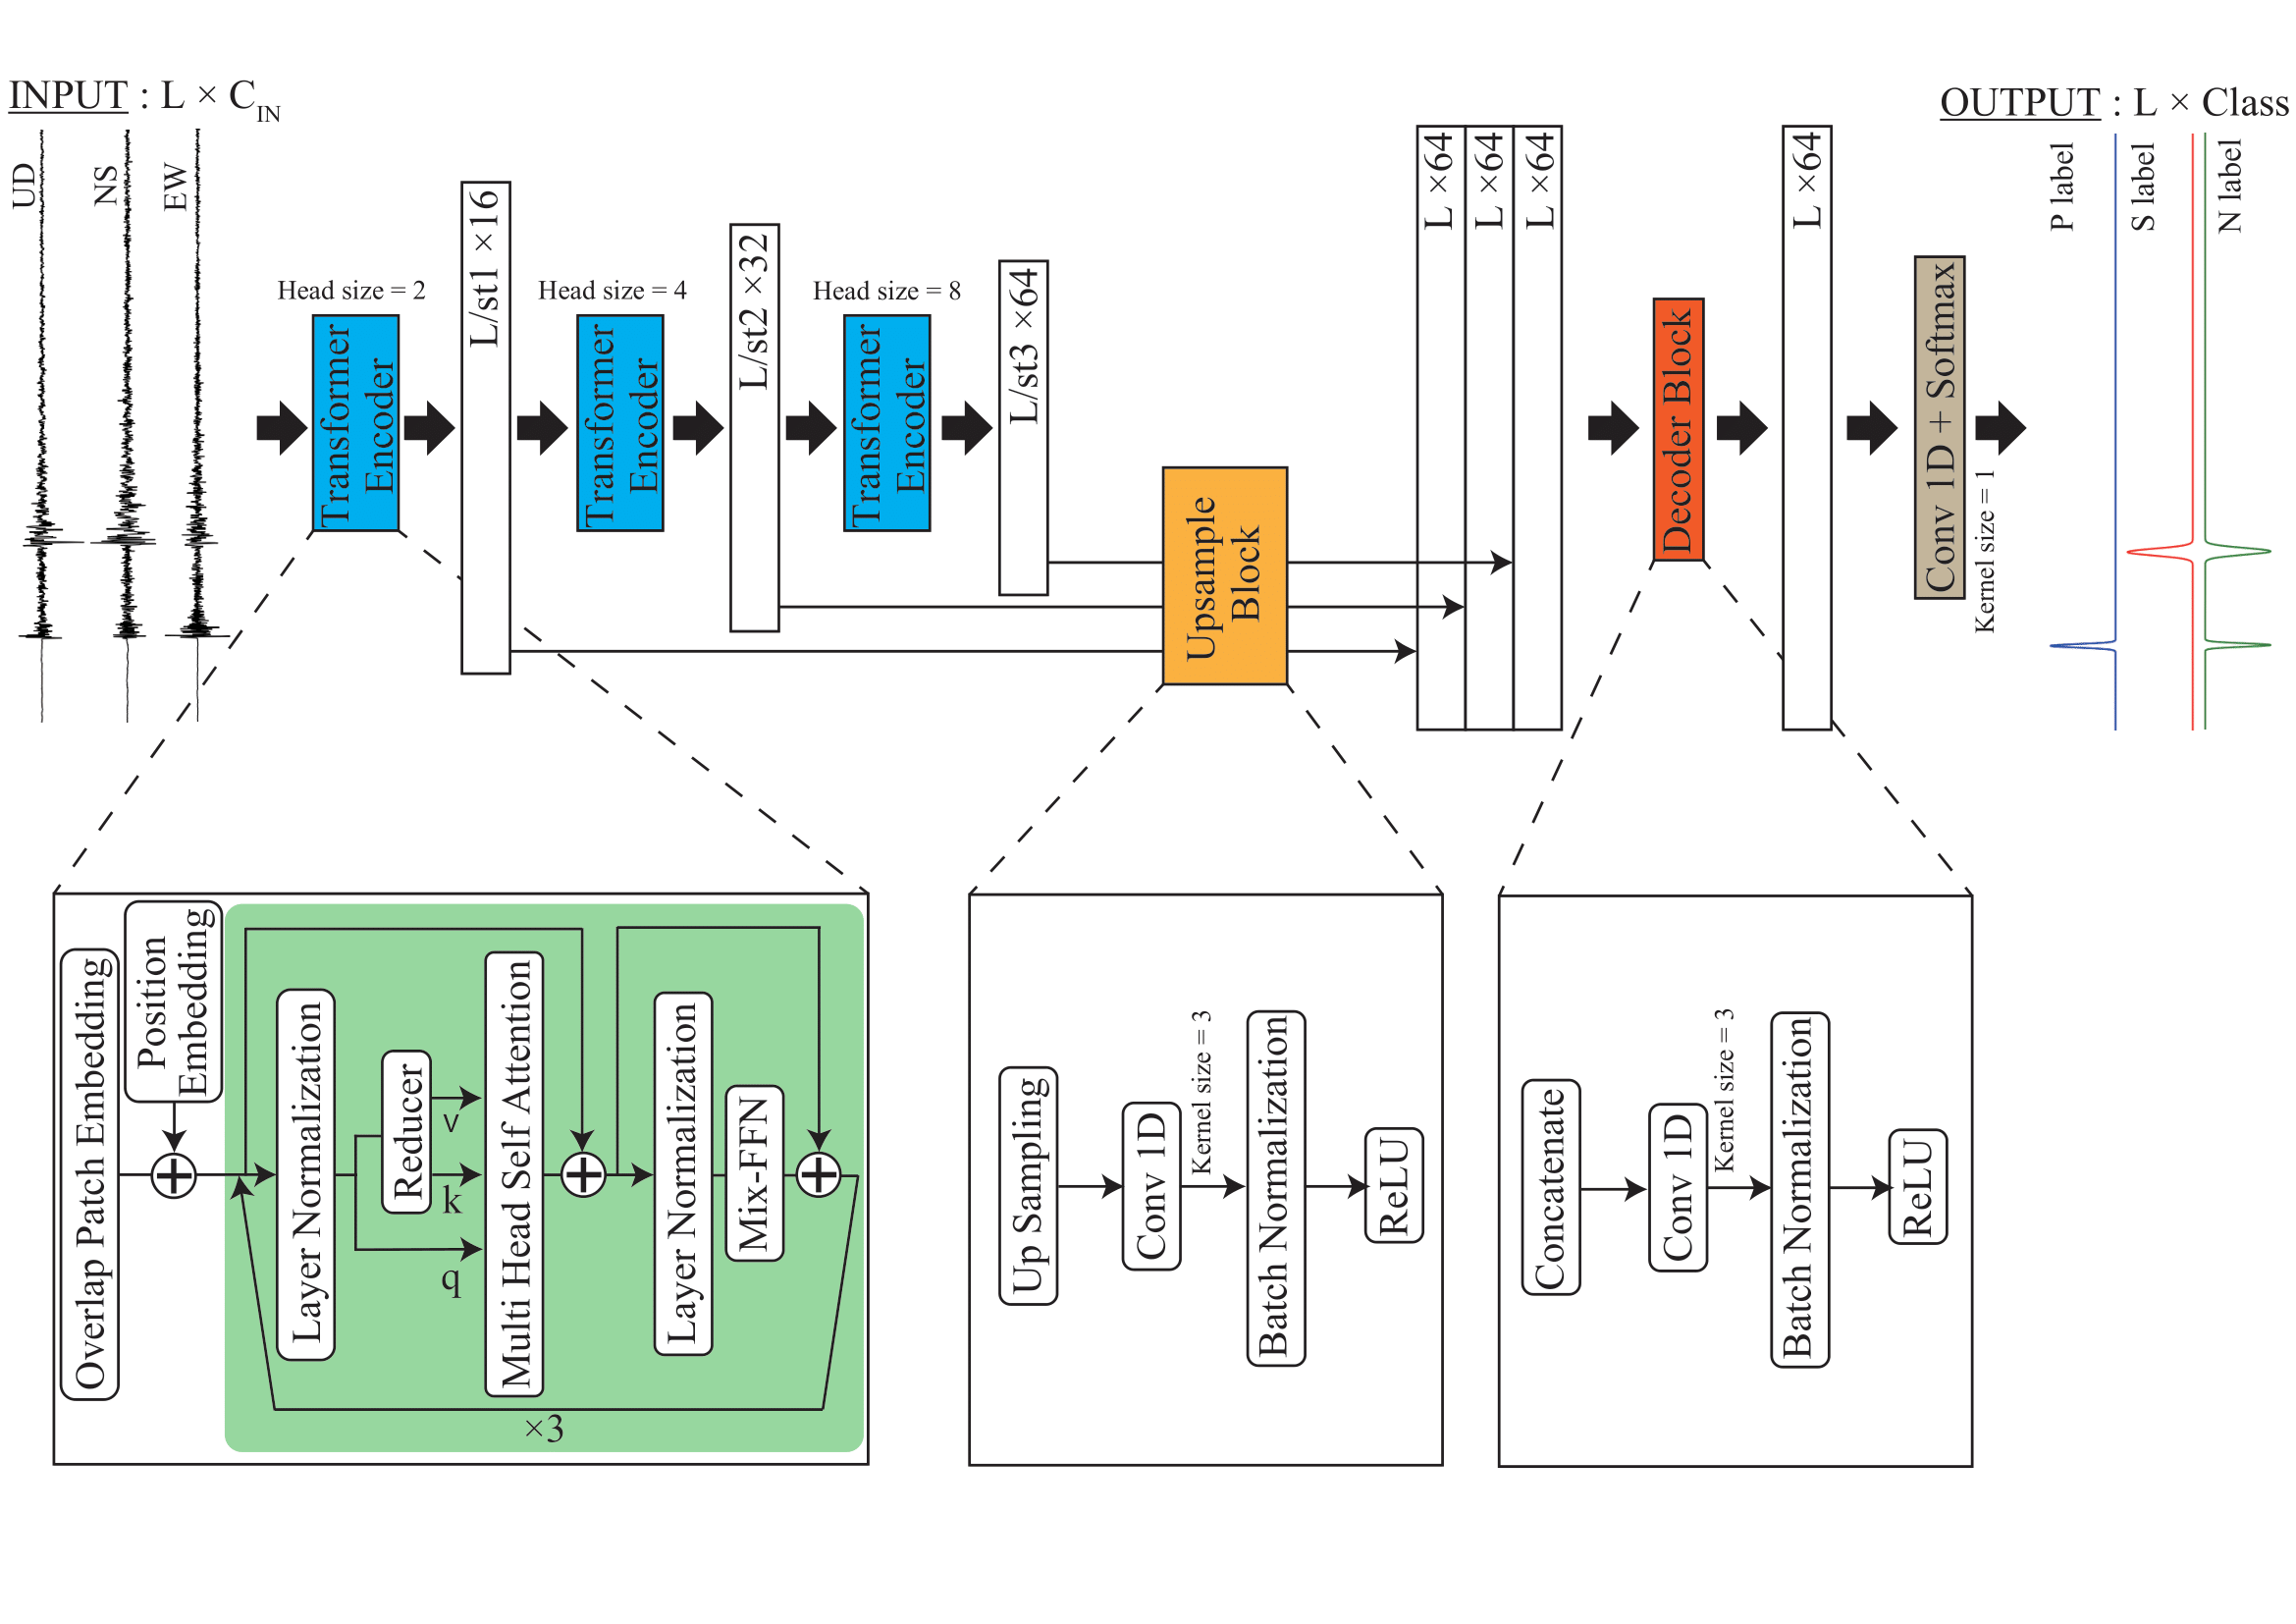 INPUT : L × C_IN
UD
NS
EW
Head size = 2
Transformer
Encoder
L/st1 ×16
Head size = 4
Transformer
Encoder
L/st2 ×32
Head size = 8
Transformer
Encoder
L/st3 ×64
Upsample
Block
L ×64
L ×64
L ×64
Decoder Block
L ×64
Conv 1D + Softmax
Kernel size = 1
OUTPUT : L × Class
P label
S label
N label
Overlap Patch Embedding
Position
Embedding
Layer Normalization
Reducer
v
k
q
Multi Head Self Attention
Layer Normalization
Mix-FFN
×3
Up Sampling
Conv 1D
Kernel size = 3
Batch Normalization
ReLU
Concatenate
Conv 1D
Kernel size = 3
Batch Normalization
ReLU